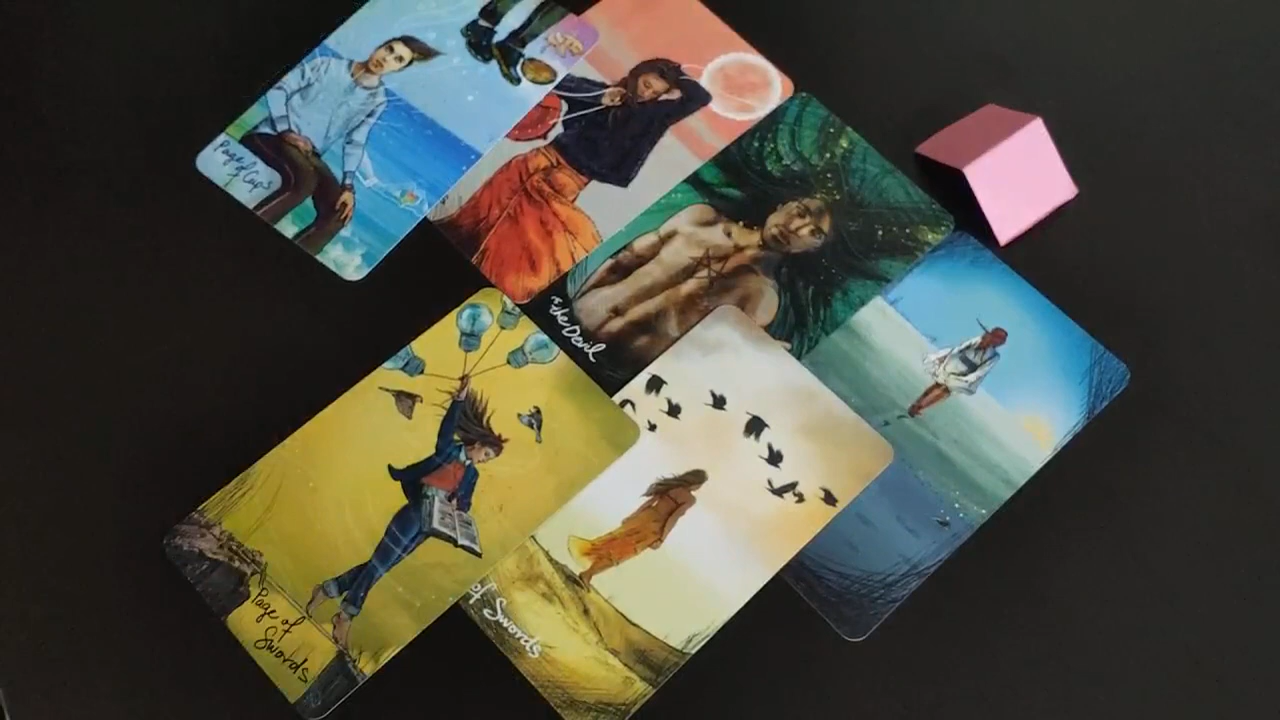 Page of Cups
The Devil
Page of
Swords
of Swords